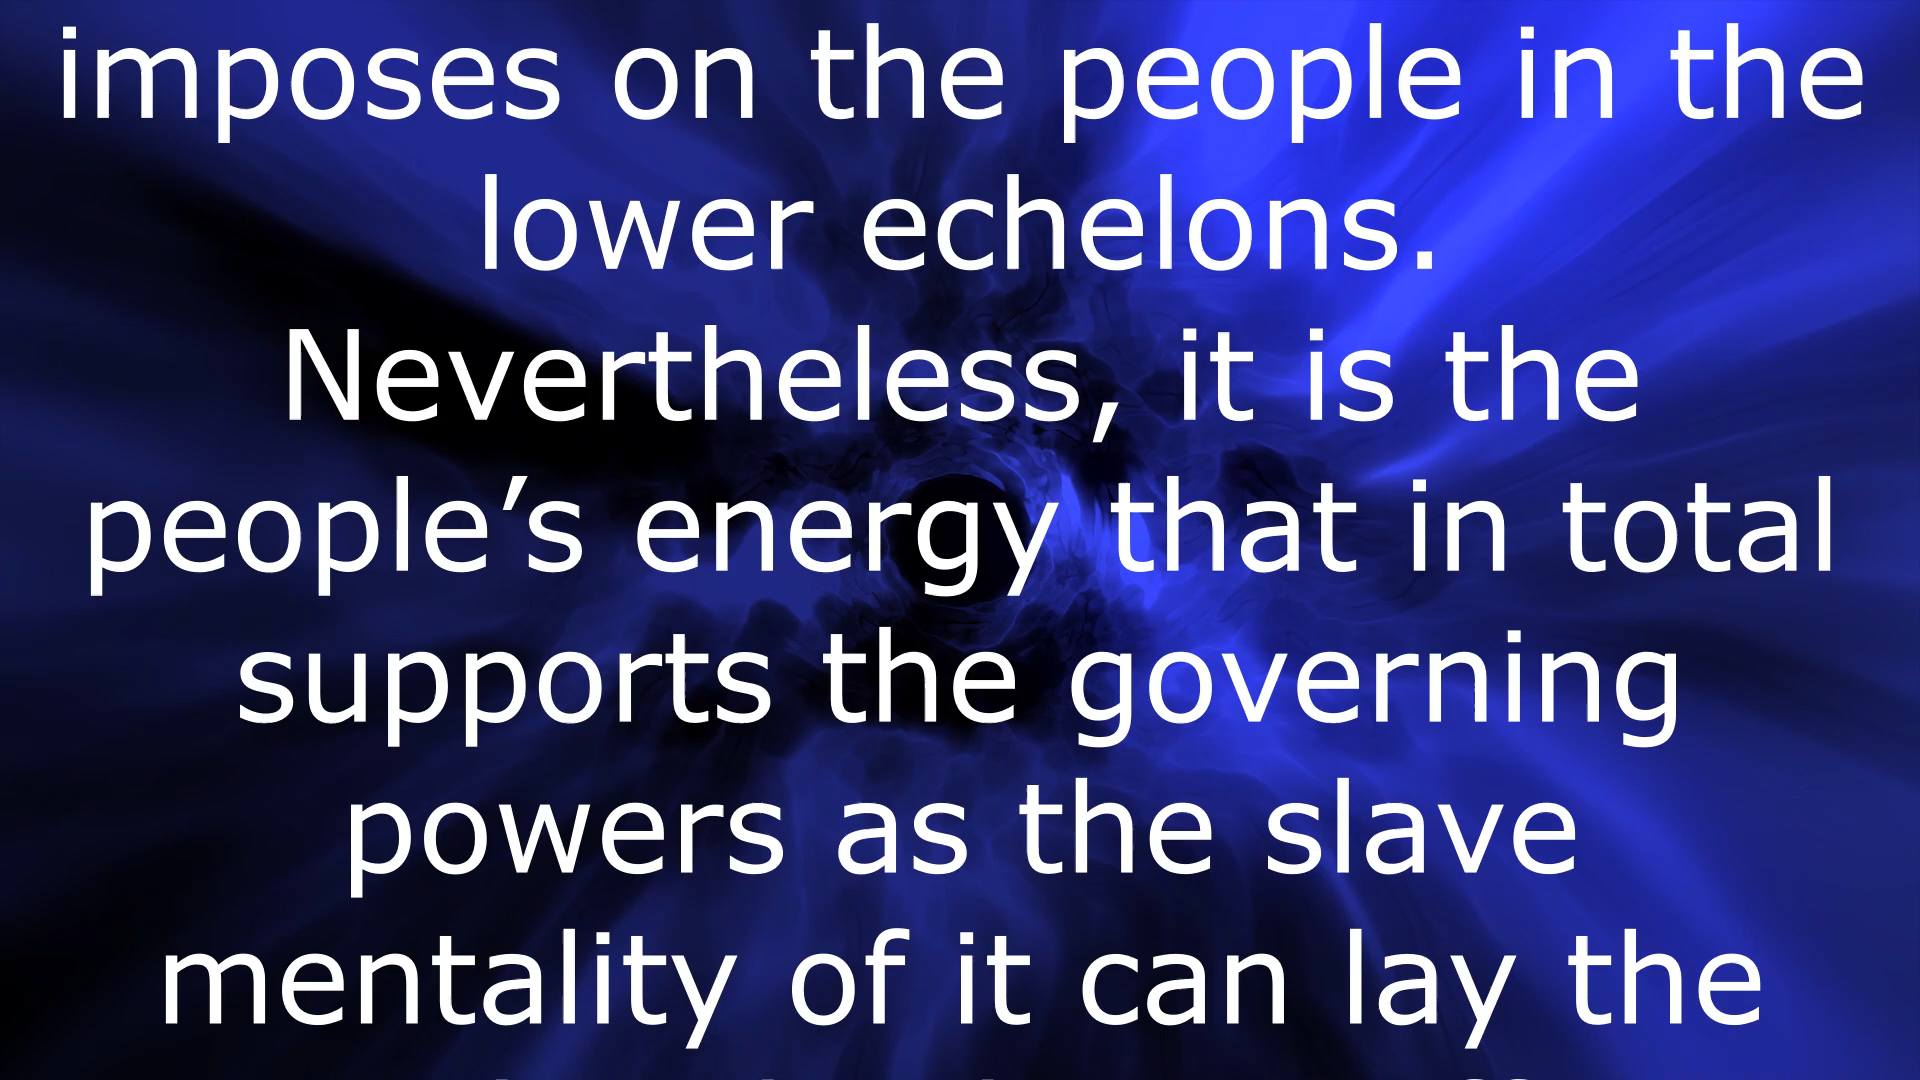 imposes on the people in the
lower echelons.
Nevertheless, it is the
people’s energy that in total
supports the governing
powers as the slave
mentality of it can lay the